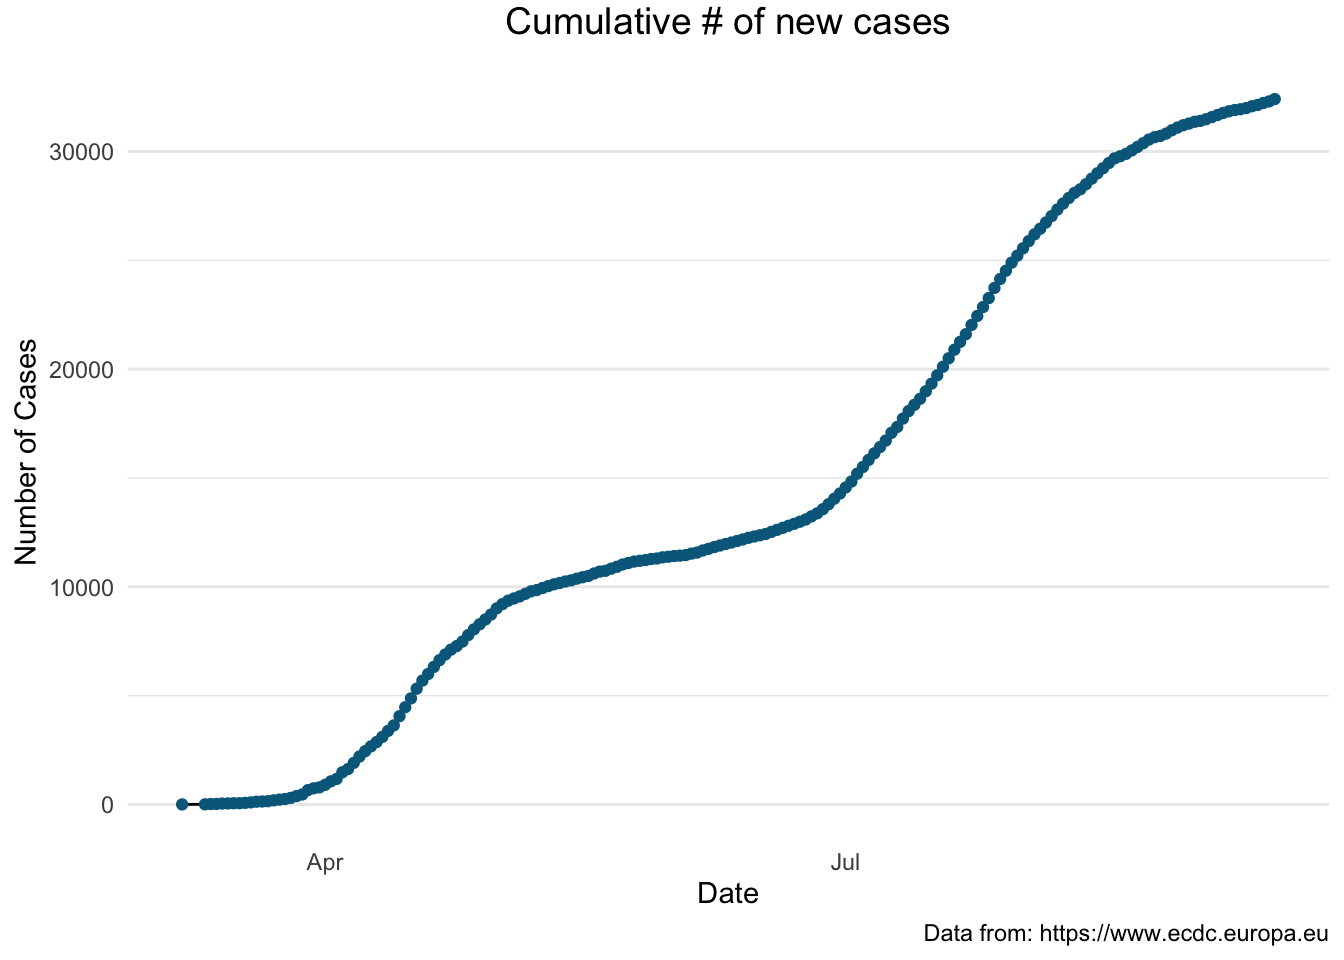 Cumulative # of new cases
Number of Cases
30000
20000
10000
0
Apr
Jul
Date
Data from: https://www.ecdc.europa.eu